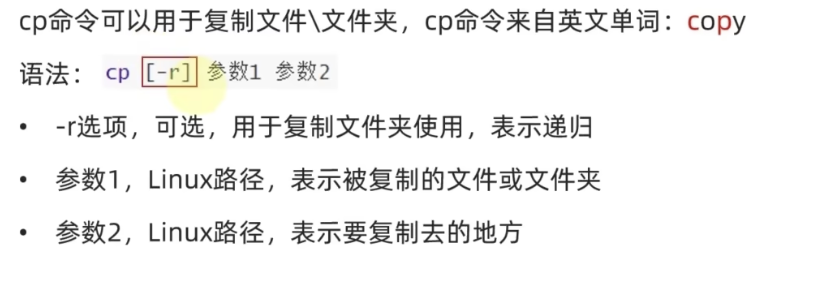 cp命令可以用于复制文件\文件夹，cp命令来自英文单词：copy
语法： cp [-r] 参数1 参数2
• -r选项，可选，用于复制文件夹使用，表示递归
• 参数1，Linux路径，表示被复制的文件或文件夹
• 参数2，Linux路径，表示要复制去的地方